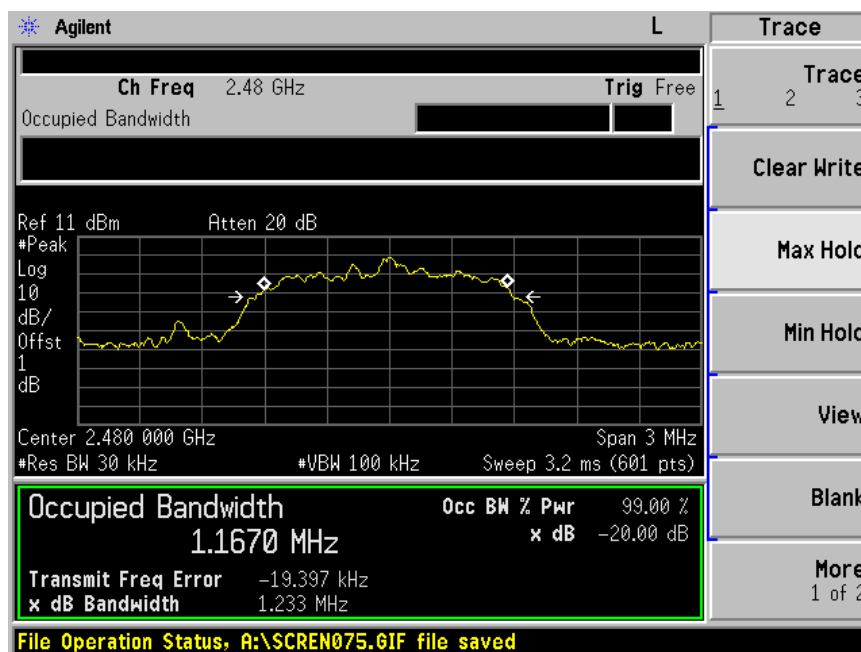 Agilent L Trace
Ch Freq 2.48 GHz Trig Free
Occupied Bandwidth
Trace
1 2 3
Clear Write
Max Hold
Min Hold
View
Blank
More
1 of 2
Ref 11 dBm Atten 20 dB
#Peak
Log
10
dB/
Offst
1
dB
Center 2.480 000 GHz Span 3 MHz
#Res BW 30 kHz #VBW 100 kHz Sweep 3.2 ms (601 pts)
Occupied Bandwidth Occ BW % Pwr 99.00 %
1.1670 MHz x dB -20.00 dB
Transmit Freq Error -19.397 kHz
x dB Bandwidth 1.233 MHz
File Operation Status, A:\SCREN075.GIF file saved